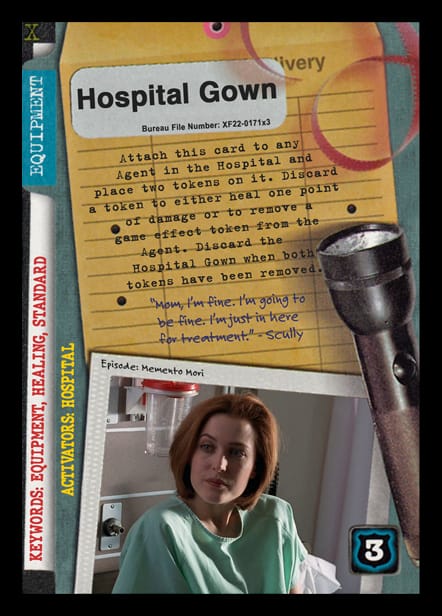 X
livery
EQUIPMENT
Hospital Gown
Bureau File Number: XF22-0171x3
Attach this card to any
Agent in the Hospital and
place two tokens on it. Discard
a token to either heal one point
of damage or to remove a
game effect token from the
Agent. Discard the
Hospital Gown when both
tokens have been removed.
"Mom, I'm fine. I'm going to
be fine. I'm just in here
for treatment." - Scully
KEYWORDS: EQUIPMENT, HEALING, STANDARD
ACTIVATORS: HOSPITAL
Episode: Memento Mori
3